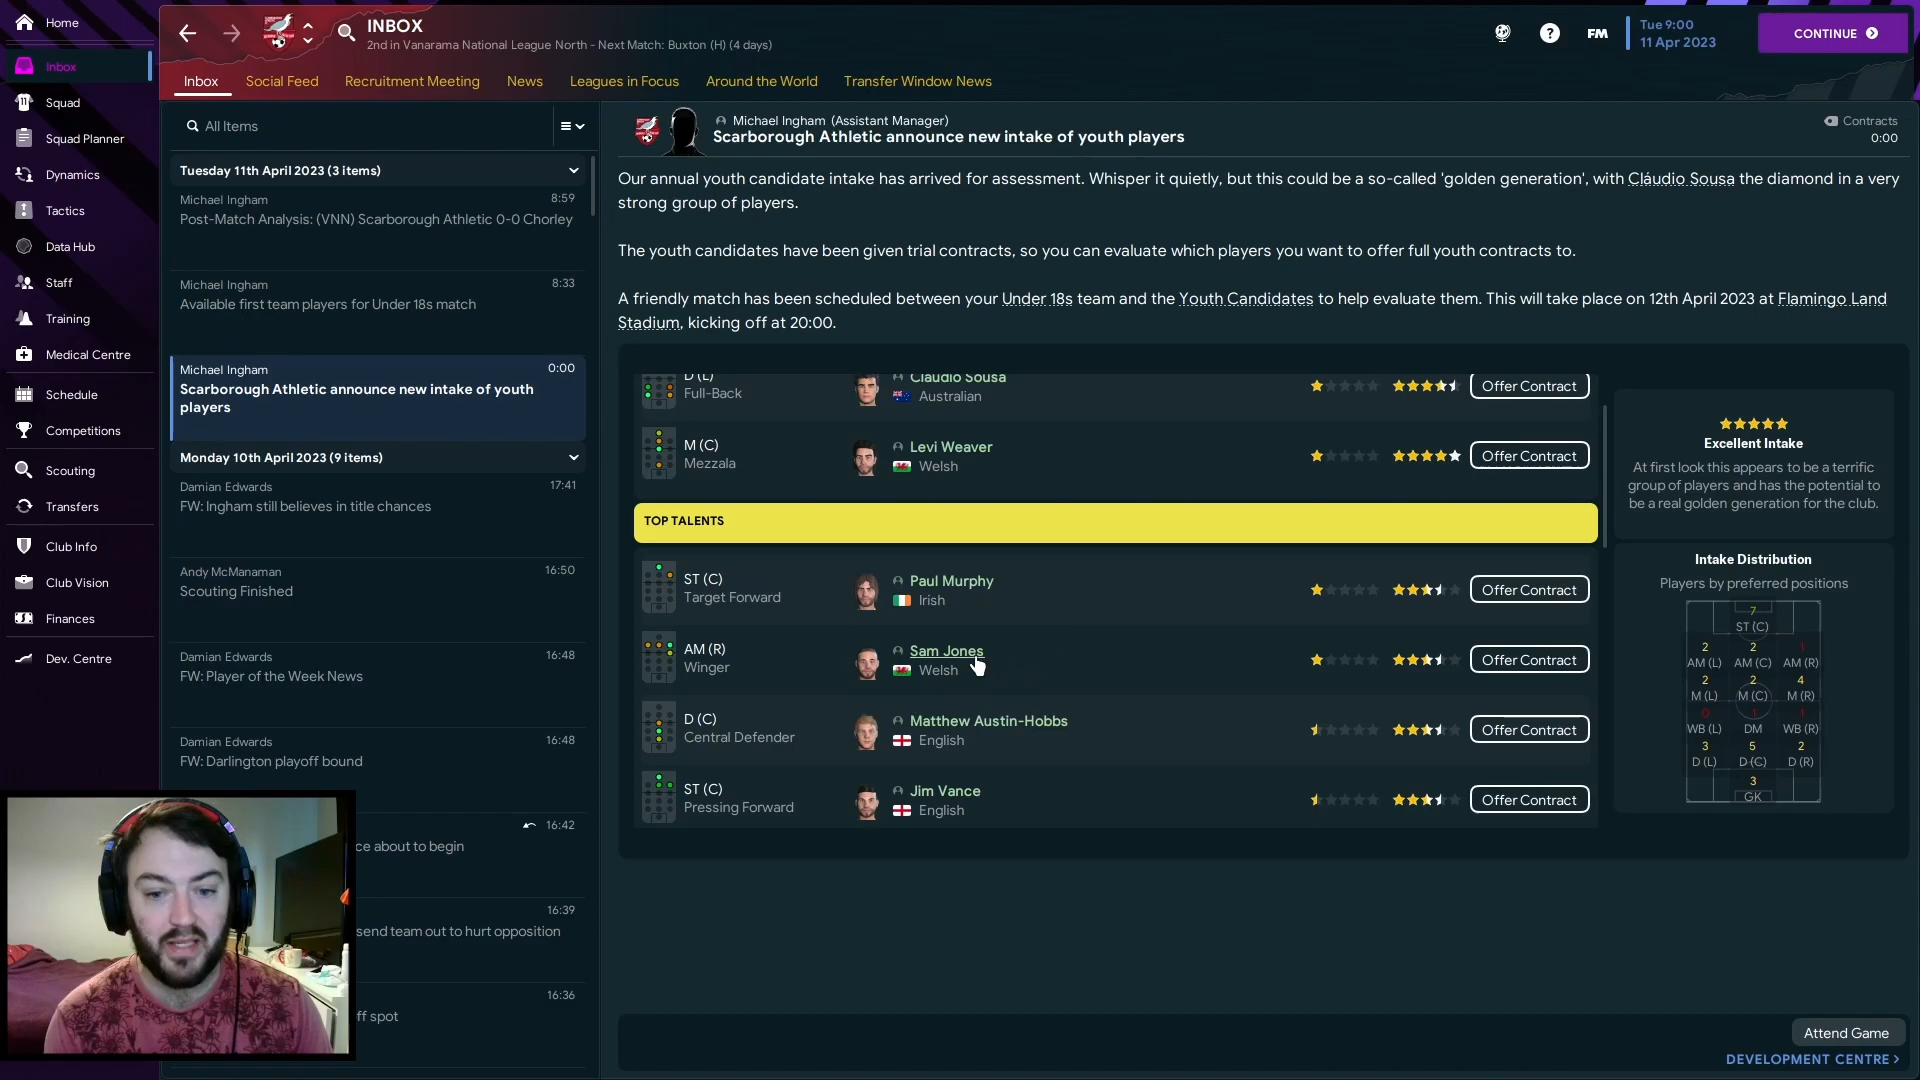 Home
Inbox
Squad
Squad Planner
Dynamics
Tactics
Data Hub
Staff
Training
Medical Centre
Schedule
Competitions
Scouting
Transfers
Club Info
Club Vision
Finances
Dev. Centre
INBOX
2nd in Vanarama National League North - Next Match: Buxton (H) (4 days)
FM
Tue 9:00
11 Apr 2023
CONTINUE
Inbox Social Feed Recruitment Meeting News Leagues in Focus Around the World Transfer Window News
All Items
Tuesday 11th April 2023 (3 items)
Michael Ingham 8:59
Post-Match Analysis: (VNN) Scarborough Athletic 0-0 Chorley
Michael Ingham 8:33
Available first team players for Under 18s match
Michael Ingham 0:00
Scarborough Athletic announce new intake of youth
players
Monday 10th April 2023 (9 items)
Damian Edwards 17:41
FW: Ingham still believes in title chances
Andy McManaman 16:50
Scouting Finished
Damian Edwards 16:48
FW: Player of the Week News
Damian Edwards 16:48
FW: Darlington playoff bound
16:42
ce about to begin
16:39
send team out to hurt opposition
16:36
ff spot
Michael Ingham (Assistant Manager)
Scarborough Athletic announce new intake of youth players
Contracts
0:00
Our annual youth candidate intake has arrived for assessment. Whisper it quietly, but this could be a so-called 'golden generation', with Cláudio Sousa the diamond in a very
strong group of players.
The youth candidates have been given trial contracts, so you can evaluate which players you want to offer full youth contracts to.
A friendly match has been scheduled between your Under 18s team and the Youth Candidates to help evaluate them. This will take place on 12th April 2023 at Flamingo Land
Stadium, kicking off at 20:00.
D (L) Cláudio Sousa
Full-Back Australian Offer Contract
M (C) Levi Weaver
Mezzala Welsh Offer Contract
TOP TALENTS
ST (C) Paul Murphy
Target Forward Irish Offer Contract
AM (R) Sam Jones
Winger Welsh Offer Contract
D (C) Matthew Austin-Hobbs
Central Defender English Offer Contract
ST (C) Jim Vance
Pressing Forward English Offer Contract
Excellent Intake
At first look this appears to be a terrific
group of players and has the potential to
be a real golden generation for the club.
Intake Distribution
Players by preferred positions
7
ST (C)
2 2 1
AM (L) AM (C) AM (R)
2 2 4
M (L) M (C) M (R)
0 1 1
WB (L) DM WB (R)
3 5 2
D (L) D (C) D (R)
3
GK
Attend Game
DEVELOPMENT CENTRE >